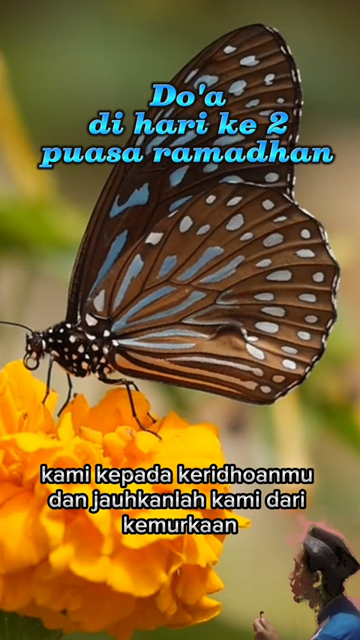 Do'a
di hari ke 2
puasa ramadhan
kami kepada keridhoanmu
dan jauhkanlah kami dari
kemurkaan